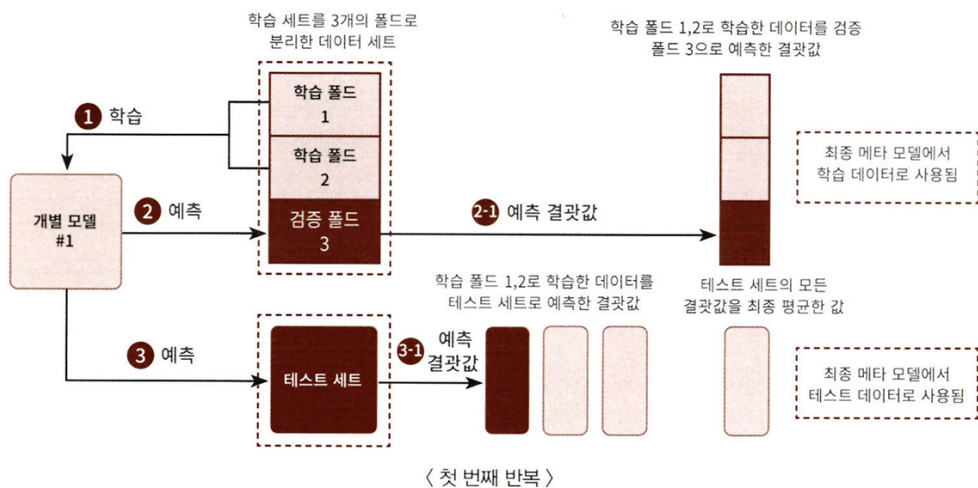 학습 세트를 3개의 폴드로
분리한 데이터 세트
학습 폴드 1,2로 학습한 데이터를 검증
폴드 3으로 예측한 결괏값
학습 폴드
1
1 학습
학습 폴드
2
최종 메타 모델에서
학습 데이터로 사용됨
개별 모델
#1
2 예측
검증 폴드
3
2-1 예측 결괏값
학습 폴드 1,2로 학습한 데이터를
테스트 세트로 예측한 결괏값
테스트 세트의 모든
결괏값을 최종 평균한 값
3 예측
테스트 세트
3-1 예측
결괏값
최종 메타 모델에서
테스트 데이터로 사용됨
〈 첫 번째 반복 〉